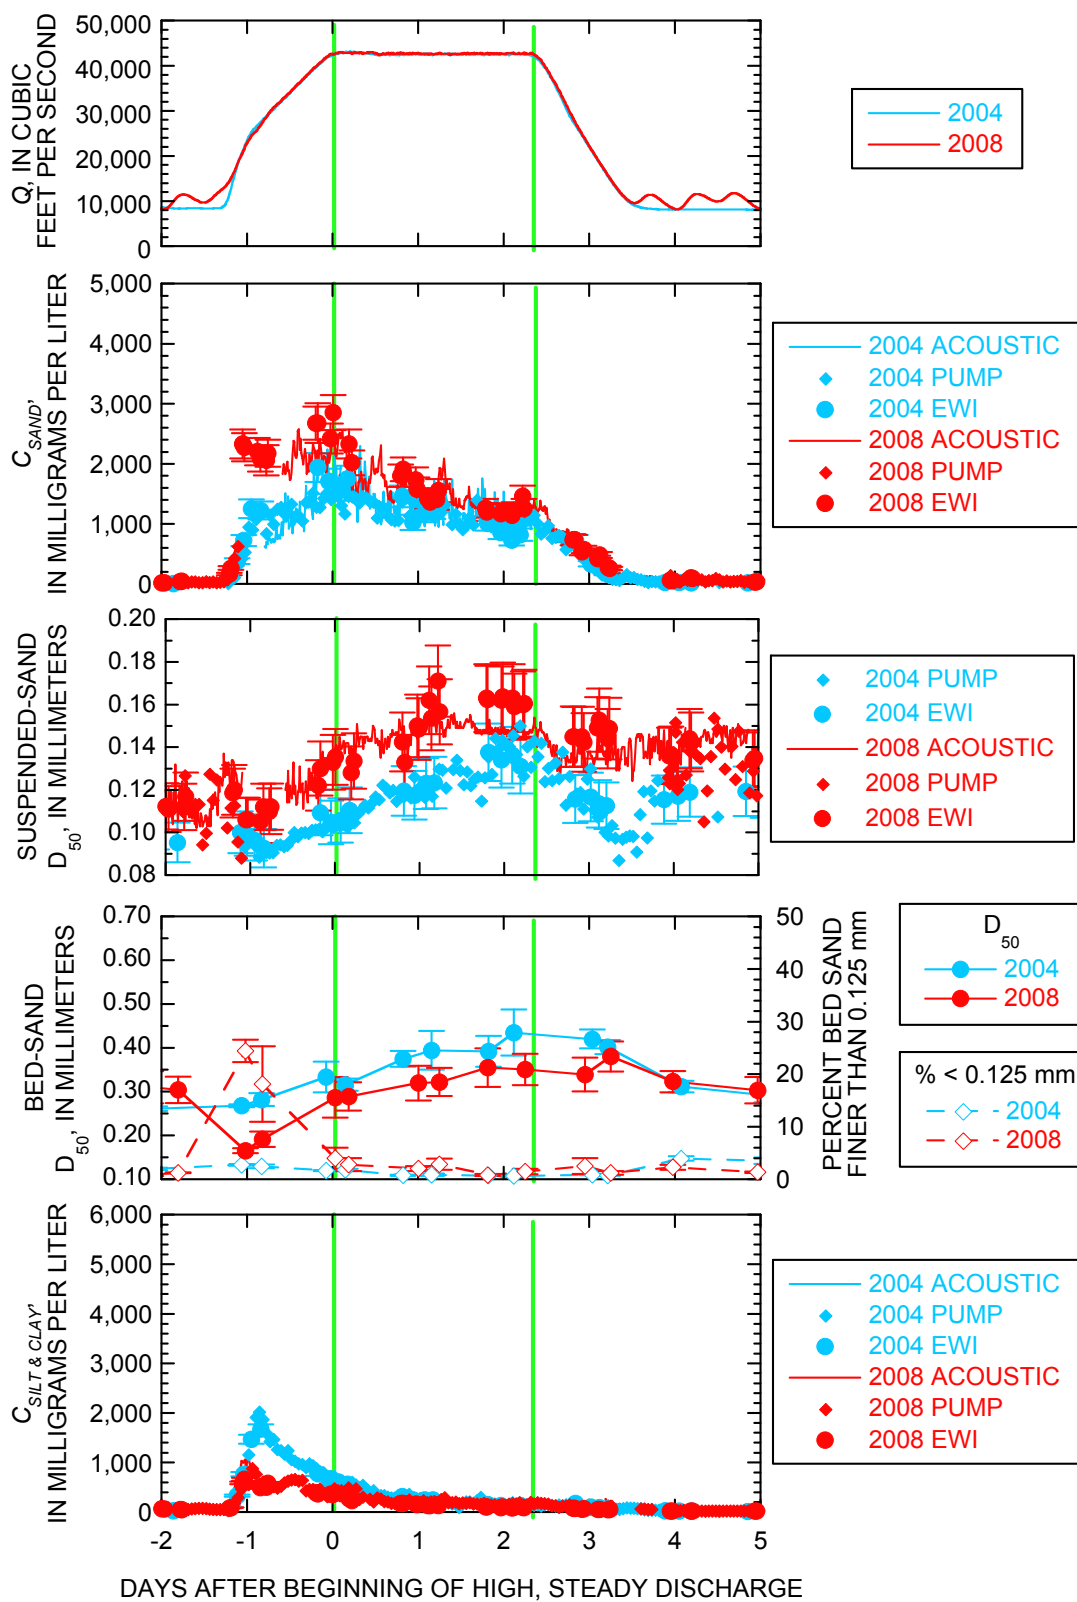 Q, IN CUBIC
FEET PER SECOND
50,000
40,000
30,000
20,000
10,000
0
2004
2008
C SAND,
IN MILLIGRAMS PER LITER
5,000
4,000
3,000
2,000
1,000
0
2004 ACOUSTIC
2004 PUMP
2004 EWI
2008 ACOUSTIC
2008 PUMP
2008 EWI
SUSPENDED-SAND
D50, IN MILLIMETERS
0.20
0.18
0.16
0.14
0.12
0.10
0.08
2004 PUMP
2004 EWI
2008 ACOUSTIC
2008 PUMP
2008 EWI
BED-SAND
D50, IN MILLIMETERS
0.70
0.60
0.50
0.40
0.30
0.20
0.10
50
40
30
20
10
0
PERCENT BED SAND
FINER THAN 0.125 mm
D50
2004
2008
% < 0.125 mm
2004
2008
C SILT & CLAY,
IN MILLIGRAMS PER LITER
6,000
5,000
4,000
3,000
2,000
1,000
0
2004 ACOUSTIC
2004 PUMP
2004 EWI
2008 ACOUSTIC
2008 PUMP
2008 EWI
-2 -1 0 1 2 3 4 5
DAYS AFTER BEGINNING OF HIGH, STEADY DISCHARGE